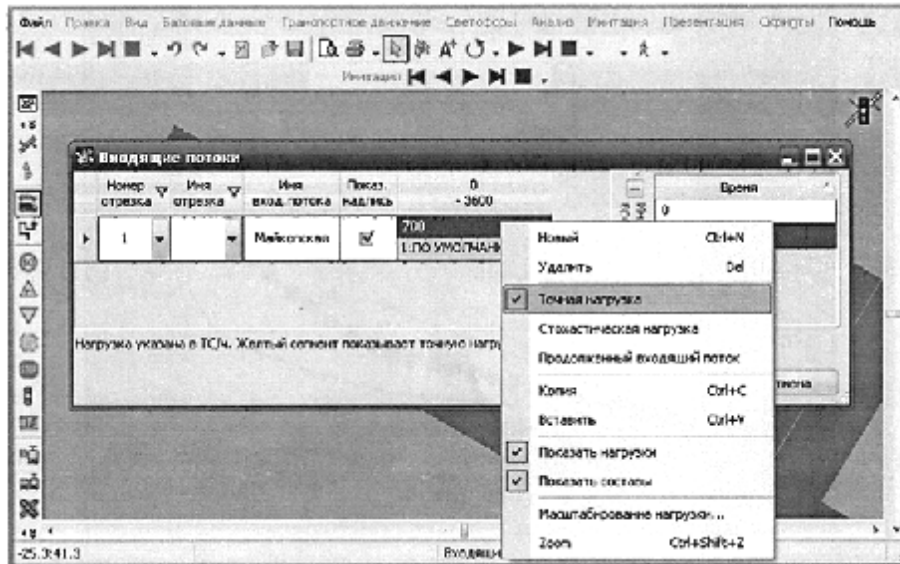 Файл Правка Вид Базовые данные Транспортное движение Светофоры Анализ Имитация Презентация Скрипты Помощь
Имитация
Входящие потоки
Номер отрезка Имя отрезка Имя вход. потока Показ. надпись 0 - 3600
Время
0
1 Майкопская 700
1:ПО УМОЛЧАНИ
Нагрузка указана в ТС/ч. Желтый сегмент показывает точную нагру
Новый Ctrl+N
Удалить Del
Точная нагрузка
Стохастическая нагрузка
Продолженный входящий поток
Копия Ctrl+C
Вставить Ctrl+V
Показать нагрузки
Показать составы
Масштабирование нагрузки...
Zoom Ctrl+Shift+Z
-25.3:41.3 Входящи